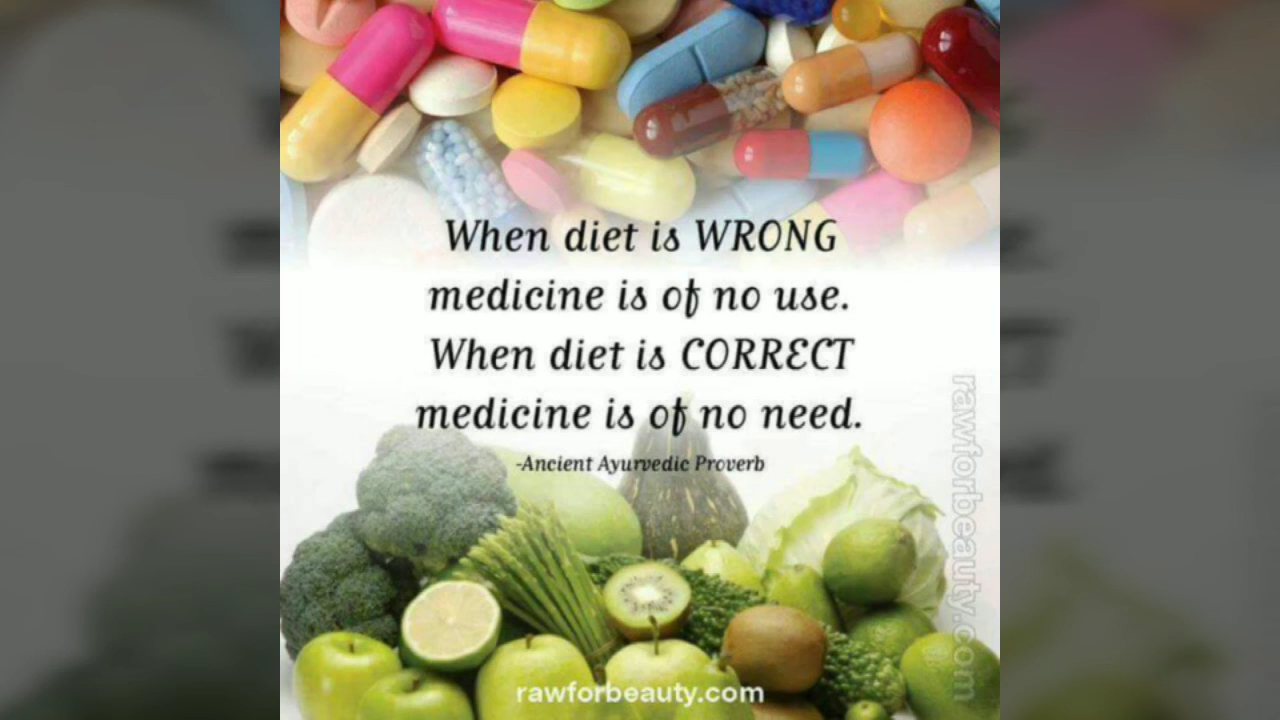 When diet is WRONG
medicine is of no use.
When diet is CORRECT
medicine is of no need.
-Ancient Ayurvedic Proverb
rawforbeauty.com
rawforbeauty.com